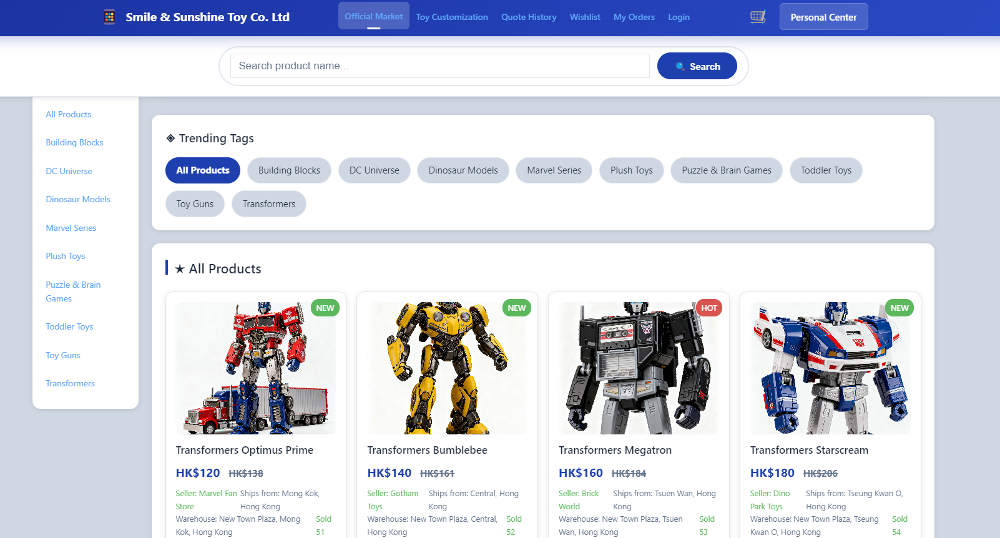 Smile & Sunshine Toy Co. Ltd
Official Market
Toy Customization
Quote History
Wishlist
My Orders
Login
Personal Center
Search product name...
Search
All Products
Building Blocks
DC Universe
Dinosaur Models
Marvel Series
Plush Toys
Puzzle & Brain
Games
Toddler Toys
Toy Guns
Transformers
Trending Tags
All Products
Building Blocks
DC Universe
Dinosaur Models
Marvel Series
Plush Toys
Puzzle & Brain Games
Toddler Toys
Toy Guns
Transformers
★ All Products
NEW
Transformers Optimus Prime
HK$120 HK$138
Seller: Marvel Fan
Store
Ships from: Mong Kok,
Hong Kong
Warehouse: New Town Plaza, Mong
Kok, Hong Kong
Sold
51
NEW
Transformers Bumblebee
HK$140 HK$161
Seller: Gotham
Toys
Ships from: Central, Hong
Kong
Warehouse: New Town Plaza, Central,
Hong Kong
Sold
52
HOT
Transformers Megatron
HK$160 HK$184
Seller: Brick
World
Ships from: Tsuen Wan, Hong
Kong
Warehouse: New Town Plaza, Tsuen
Wan, Hong Kong
Sold
53
NEW
Transformers Starscream
HK$180 HK$206
Seller: Dino
Park Toys
Ships from: Tseung Kwan O,
Hong Kong
Warehouse: New Town Plaza, Tseung
Kwan O, Hong Kong
Sold
54